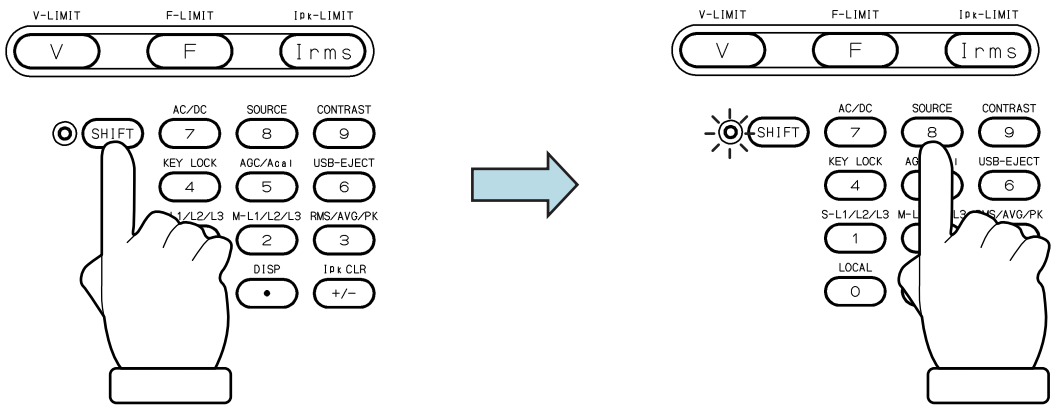 V-LIMIT F-LIMIT Ipk-LIMIT
V F Irms
AC/DC SOURCE CONTRAST
SHIFT 7 8 9
KEY LOCK AGC/Acal USB-EJECT
4 5 6
L1/L2/L3 M-L1/L2/L3 RMS/AVG/PK
2 3
DISP Ipk CLR
• +/−
V-LIMIT F-LIMIT Ipk-LIMIT
V F Irms
AC/DC SOURCE CONTRAST
SHIFT 7 8 9
KEY LOCK USB-EJECT
4 6
S-L1/L2/L3 AVG/PK
1
LOCAL
0